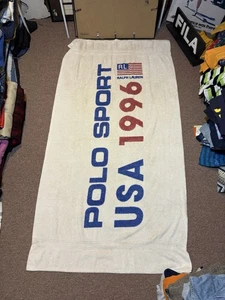 POLO SPORT
USA 1996
RL
RALPH LAUREN
FILA